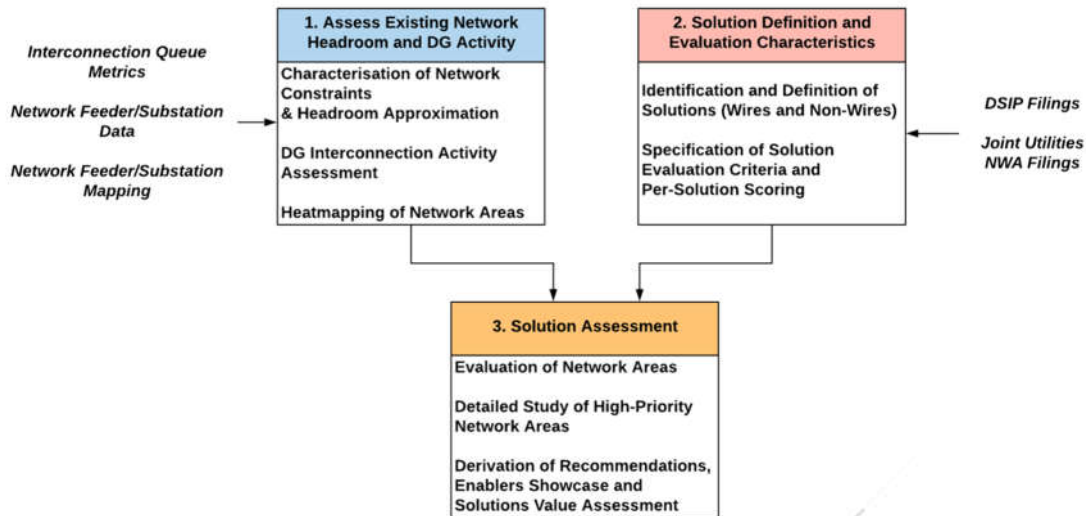 Interconnection Queue
Metrics
Network Feeder/Substation
Data
Network Feeder/Substation
Mapping
1. Assess Existing Network
Headroom and DG Activity
Characterisation of Network
Constraints
& Headroom Approximation
DG Interconnection Activity
Assessment
Heatmapping of Network Areas
2. Solution Definition and
Evaluation Characteristics
Identification and Definition of
Solutions (Wires and Non-Wires)
Specification of Solution
Evaluation Criteria and
Per-Solution Scoring
DSIP Filings
Joint Utilities
NWA Filings
3. Solution Assessment
Evaluation of Network Areas
Detailed Study of High-Priority
Network Areas
Derivation of Recommendations,
Enablers Showcase and
Solutions Value Assessment